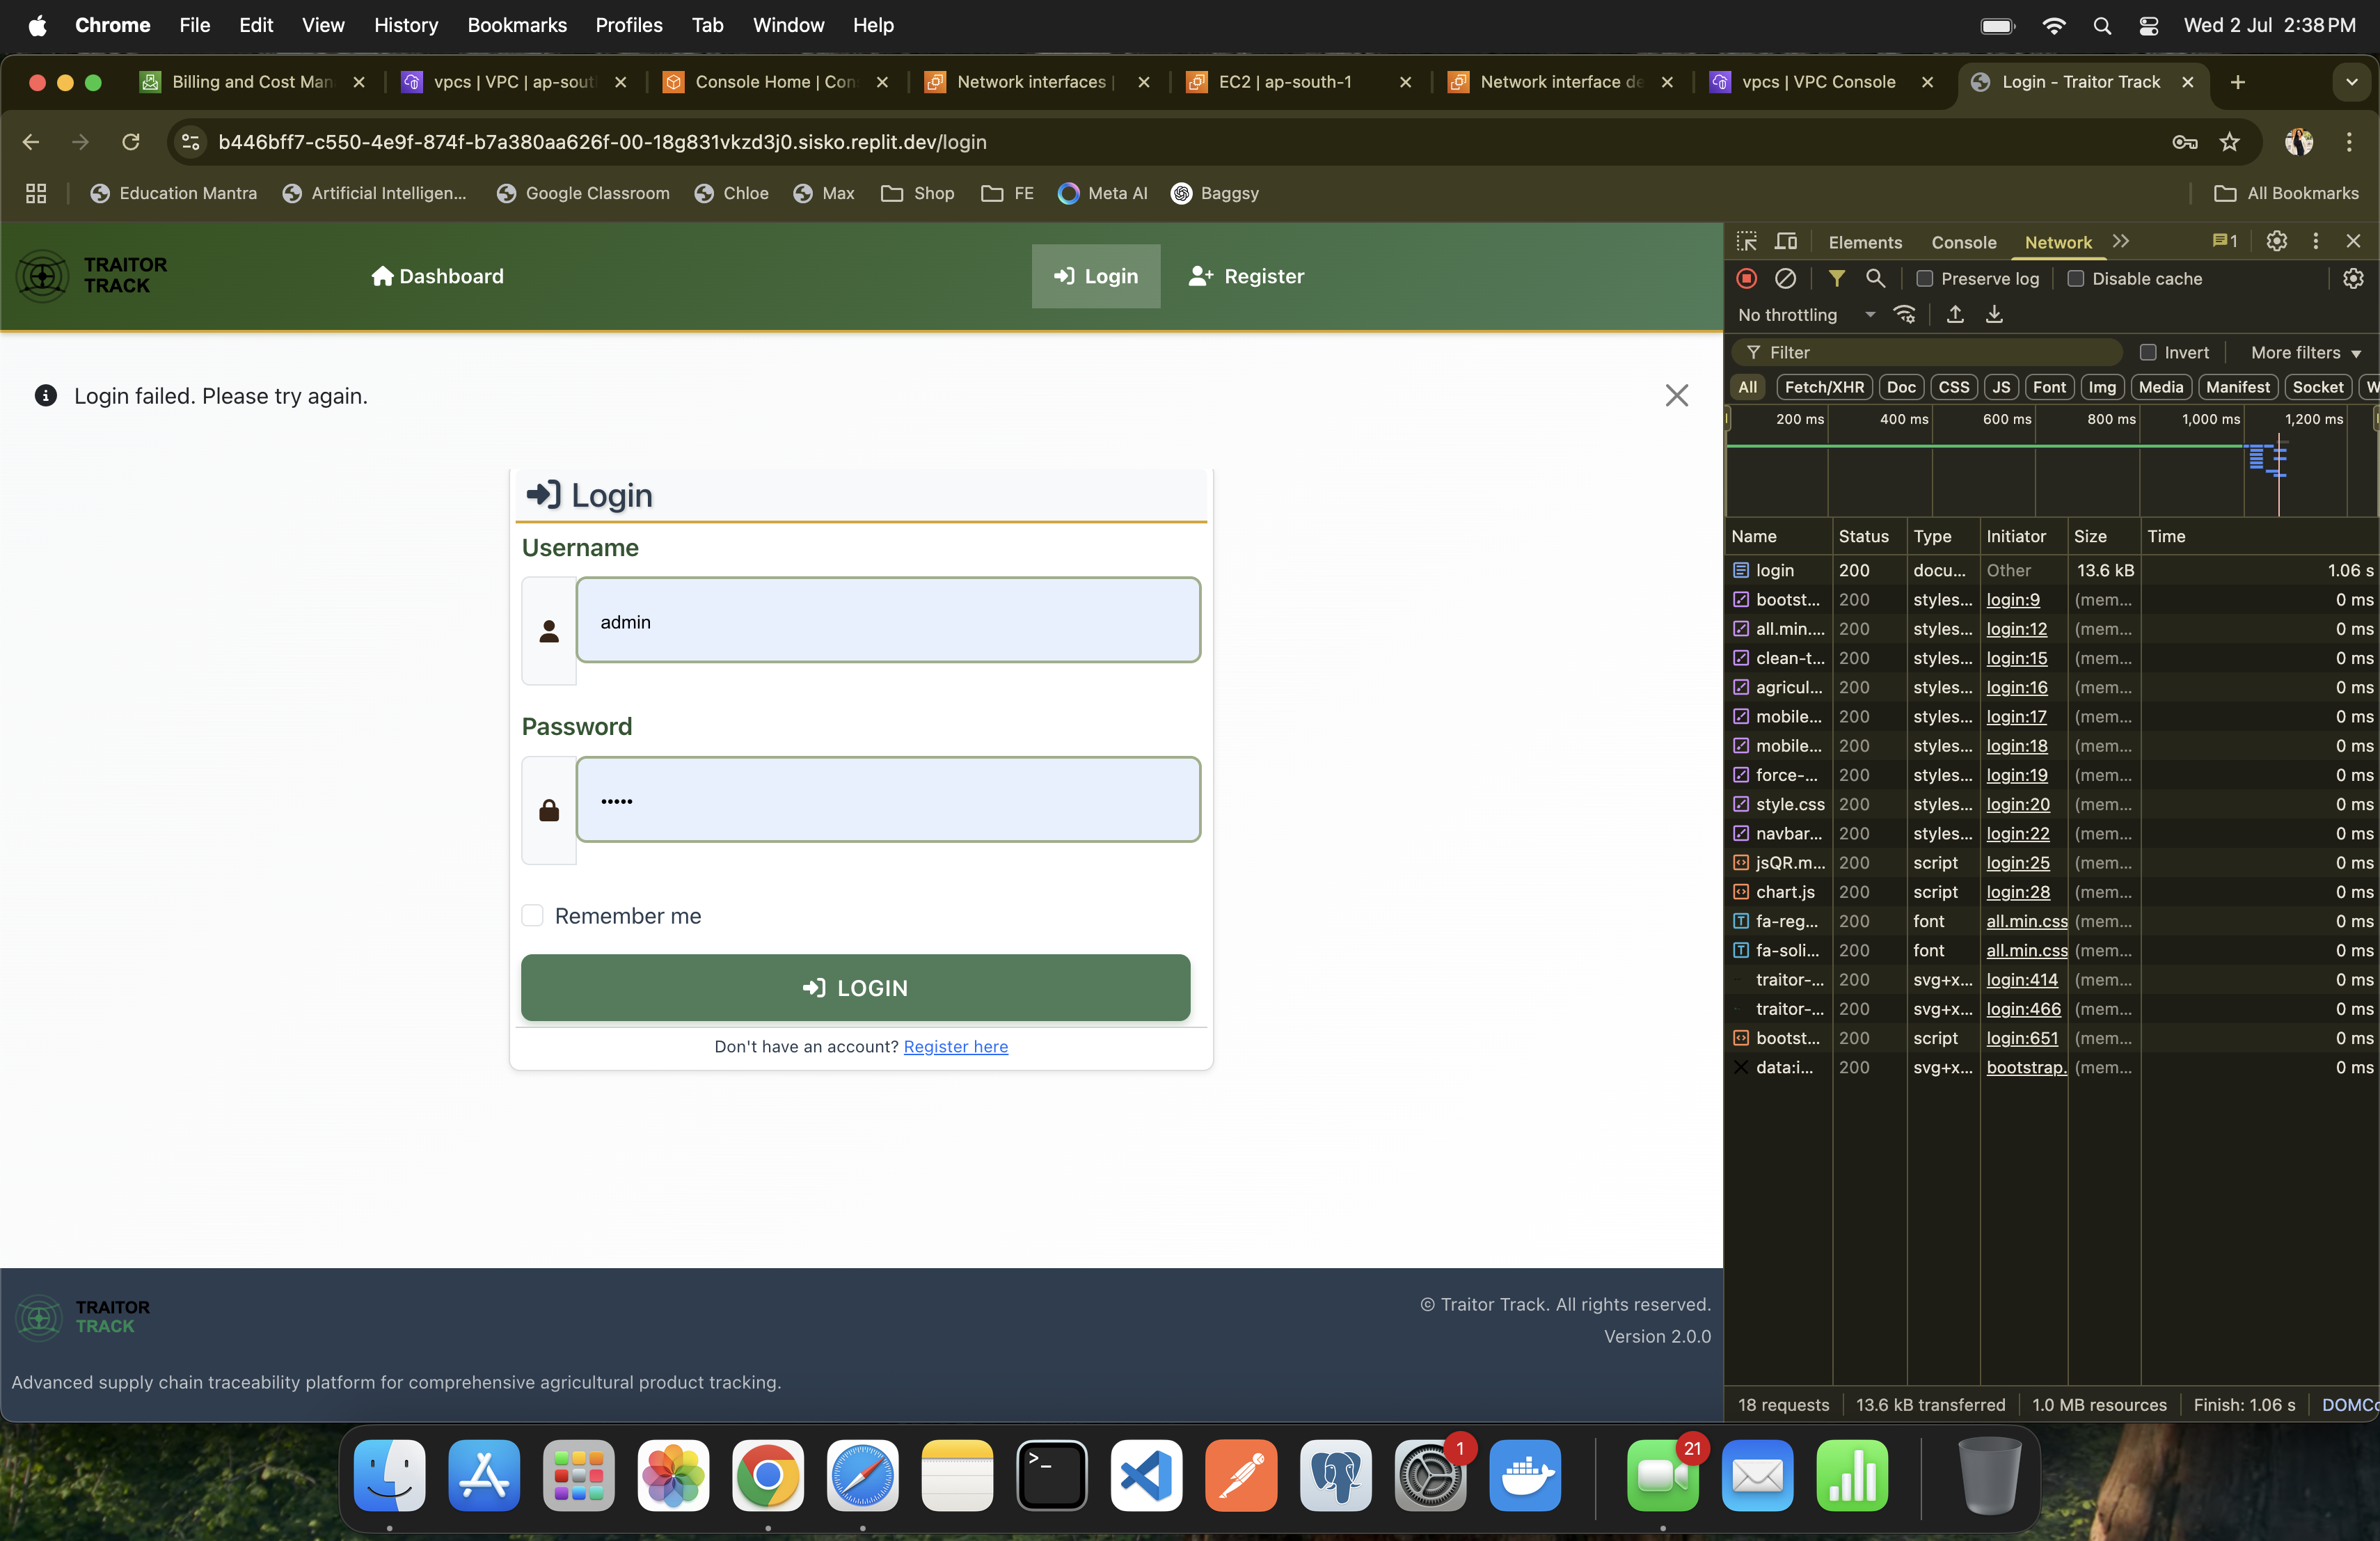 Chrome File Edit View History Bookmarks Profiles Tab Window Help Wed 2 Jul 2:38 PM
Billing and Cost Man vpcs | VPC | ap-sout Console Home | Con Network interfaces | EC2 | ap-south-1 Network interface de vpcs | VPC Console Login - Traitor Track
b446bff7-c550-4e9f-874f-b7a380aa626f-00-18g831vkzd3j0.sisko.replit.dev/login
Education Mantra Artificial Intelligen... Google Classroom Chloe Max Shop FE Meta AI Baggsy All Bookmarks
TRAITOR
TRACK
Dashboard Login Register
Login failed. Please try again.
Login
Username
admin
Password
•••••
Remember me
LOGIN
Don't have an account? Register here
TRAITOR
TRACK
© Traitor Track. All rights reserved.
Version 2.0.0
Advanced supply chain traceability platform for comprehensive agricultural product tracking.
Elements Console Network 1
Preserve log Disable cache
No throttling
Filter Invert More filters
All Fetch/XHR Doc CSS JS Font Img Media Manifest Socket W
200 ms 400 ms 600 ms 800 ms 1,000 ms 1,200 ms
Name Status Type Initiator Size Time
login 200 docu... Other 13.6 kB 1.06 s
bootst... 200 styles... login:9 (mem... 0 ms
all.min.... 200 styles... login:12 (mem... 0 ms
clean-t... 200 styles... login:15 (mem... 0 ms
agricul... 200 styles... login:16 (mem... 0 ms
mobile... 200 styles... login:17 (mem... 0 ms
mobile... 200 styles... login:18 (mem... 0 ms
force-... 200 styles... login:19 (mem... 0 ms
style.css 200 styles... login:20 (mem... 0 ms
navbar... 200 styles... login:22 (mem... 0 ms
jsQR.m... 200 script login:25 (mem... 0 ms
chart.js 200 script login:28 (mem... 0 ms
fa-reg... 200 font all.min.css (mem... 0 ms
fa-soli... 200 font all.min.css (mem... 0 ms
traitor-... 200 svg+x... login:414 (mem... 0 ms
traitor-... 200 svg+x... login:466 (mem... 0 ms
bootst... 200 script login:651 (mem... 0 ms
data:i... 200 svg+x... bootstrap. (mem... 0 ms
18 requests 13.6 kB transferred 1.0 MB resources Finish: 1.06 s DOMCo
1 21